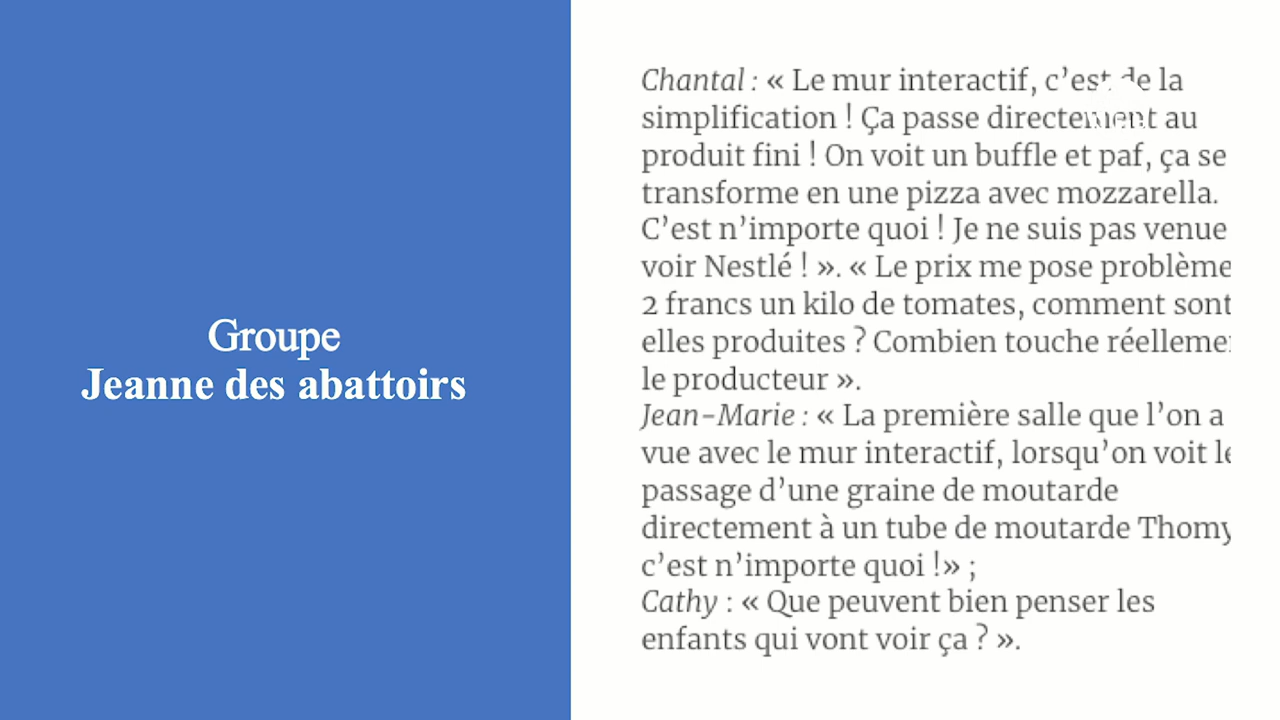 Groupe
Jeanne des abattoirs
Chantal : « Le mur interactif, c’est de la
simplification ! Ça passe directement au
produit fini ! On voit un buffle et paf, ça se
transforme en une pizza avec mozzarella.
C’est n’importe quoi ! Je ne suis pas venue
voir Nestlé ! ». « Le prix me pose problème
2 francs un kilo de tomates, comment sont
elles produites ? Combien touche
le producteur ».
Jean-Marie : « La première salle que l’on a
vue avec le mur interactif, lorsqu’on voit
passage d’une graine de moutarde
directement à un tube de moutarde Thomy
c’est n’importe quoi !» ;
Cathy : « Que peuvent bien penser les
enfants qui vont voir ça ? ».